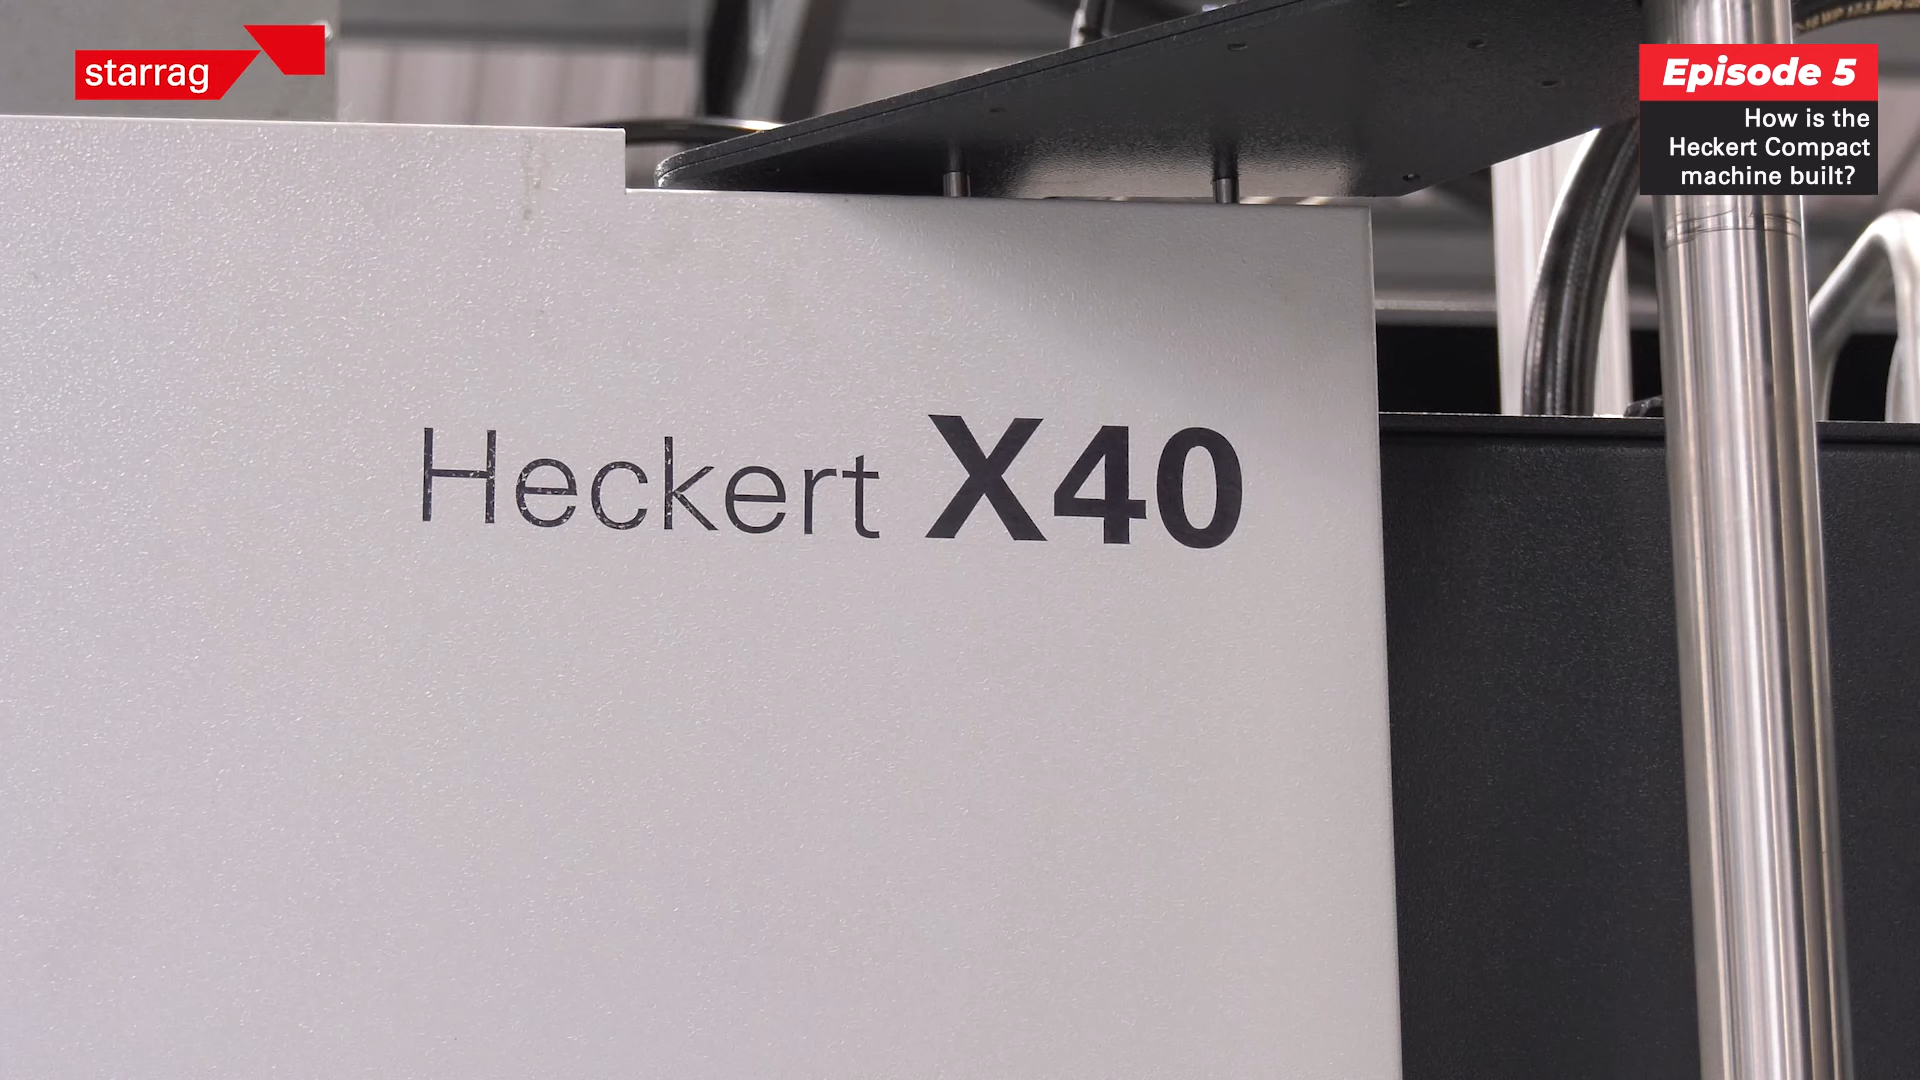 starrag
Episode 5
How is the
Heckert Compact
machine built?
Heckert X40